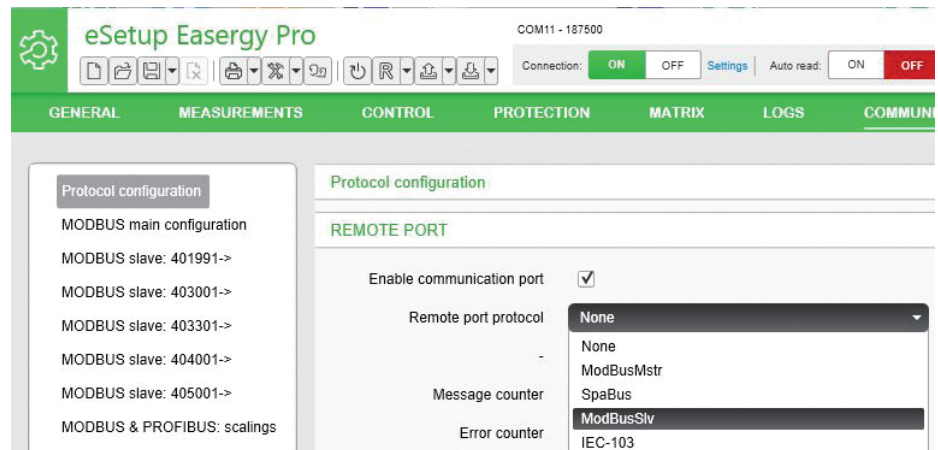 eSetup Easergy Pro
COM11 - 187500
Connection: ON OFF Settings Auto read: ON OFF
GENERAL MEASUREMENTS CONTROL PROTECTION MATRIX LOGS COMMUNI
Protocol configuration
MODBUS main configuration
MODBUS slave: 401991->
MODBUS slave: 403001->
MODBUS slave: 403301->
MODBUS slave: 404001->
MODBUS slave: 405001->
MODBUS & PROFIBUS: scalings
Protocol configuration
REMOTE PORT
Enable communication port
Remote port protocol None
-
Message counter
Error counter
None
ModBusMstr
SpaBus
ModBusSlv
IEC-103